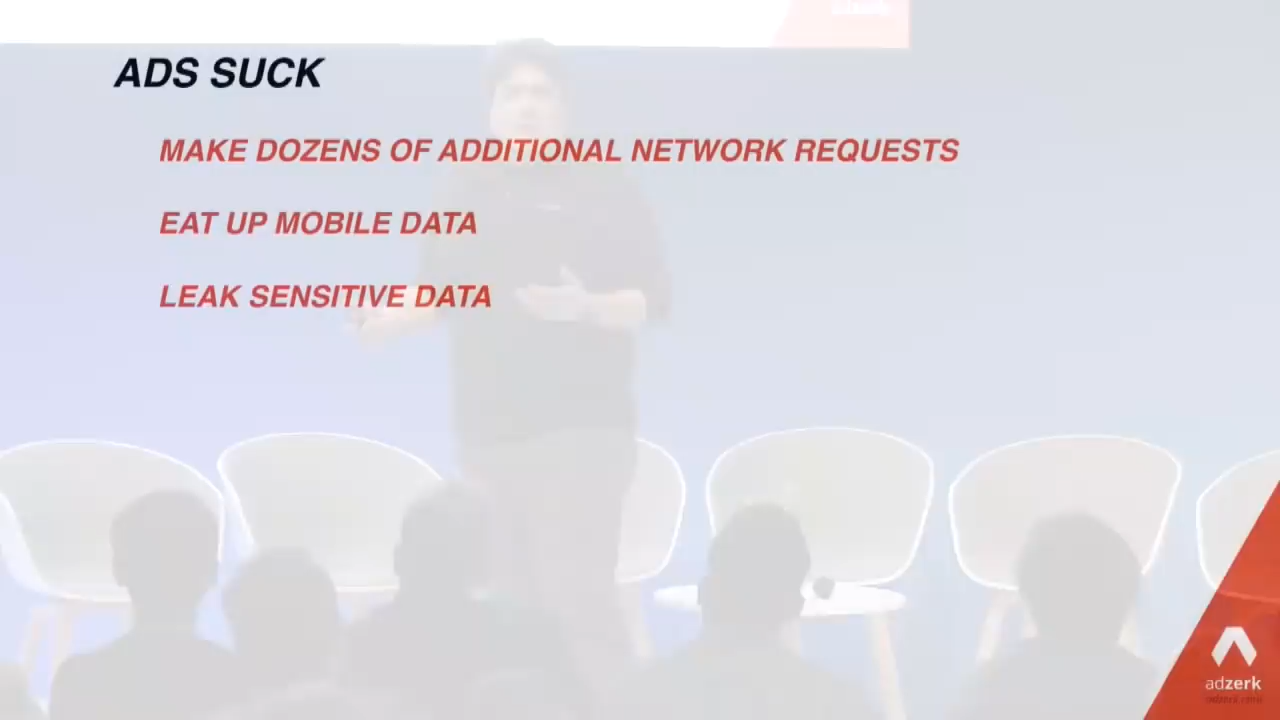 ADS SUCK
MAKE DOZENS OF ADDITIONAL NETWORK REQUESTS
EAT UP MOBILE DATA
LEAK SENSITIVE DATA
adzerk